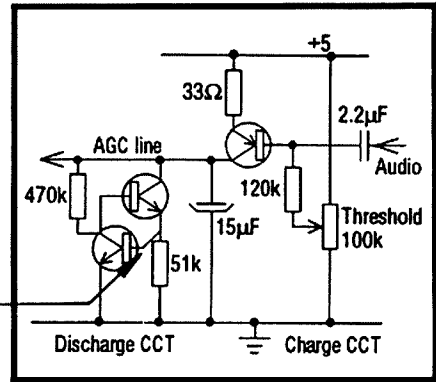 +5
33Ω
2.2μF
AGC line
Audio
470k
120k
Threshold
100k
15μF
51k
Discharge CCT
Charge CCT